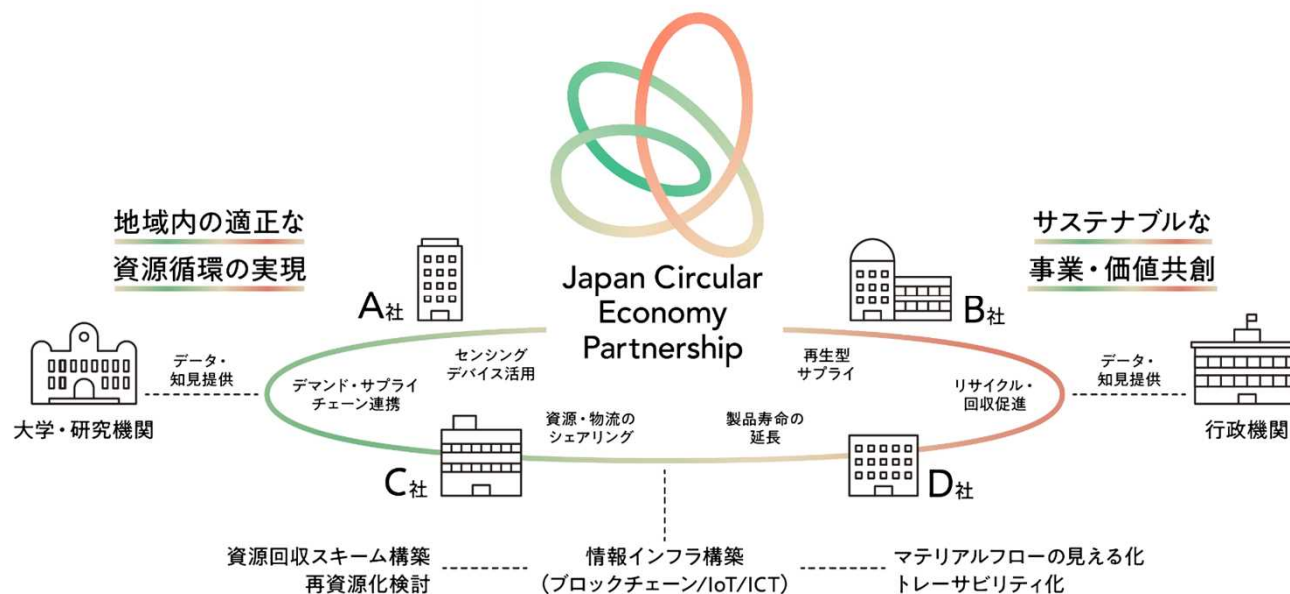 地域内の適正な
資源循環の実現
サステナブルな
事業・価値共創
Japan Circular
Economy
Partnership
A社
B社
センシング
デバイス活用
再生型
サプライ
データ・
知見提供
デマンド・サプライ
チェーン連携
リサイクル・
回収促進
データ・
知見提供
大学・研究機関
資源・物流の
シェアリング
製品寿命の
延長
行政機関
C社
D社
資源回収スキーム構築
再資源化検討
情報インフラ構築
(ブロックチェーン/IoT/ICT)
マテリアルフローの見える化
トレーサビリティ化